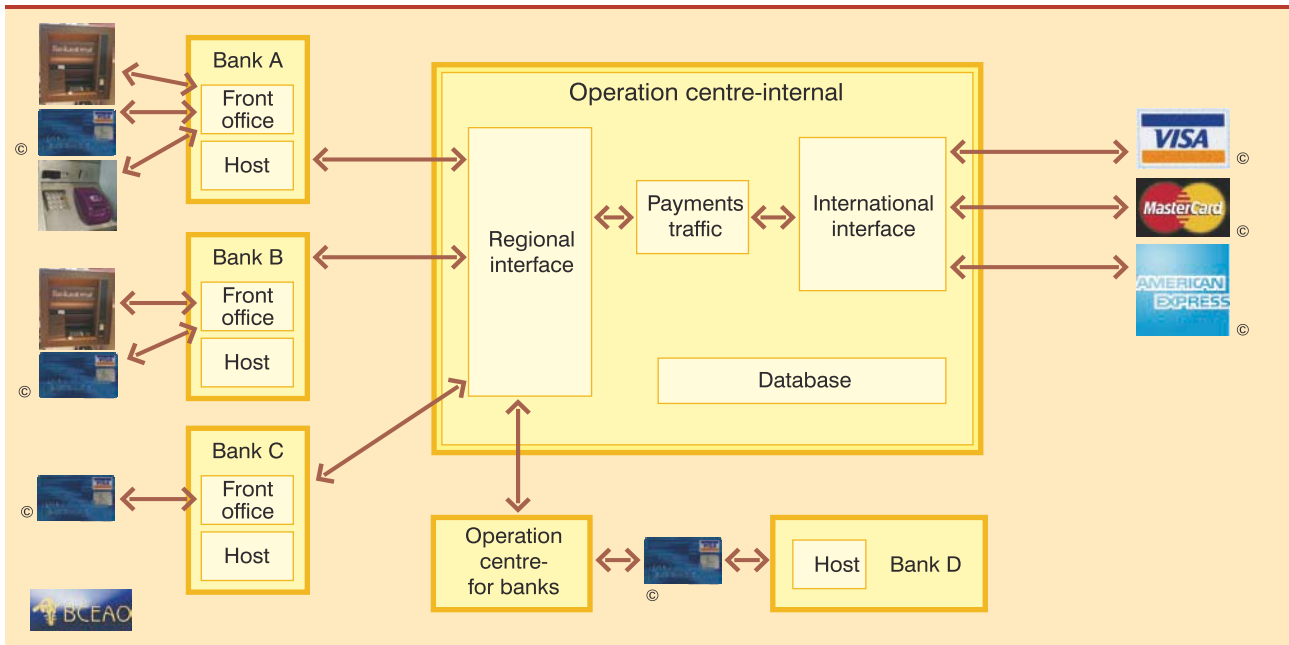 Bank A
Front
office
Host
©
Bank B
Front
office
Host
©
Bank C
Front
office
Host
©
BCEAO
Operation centre-internal
Regional
interface
Payments
traffic
International
interface
Database
Operation
centre-
for banks
©
Host
Bank D
VISA
©
MasterCard
©
AMERICAN
EXPRESS
©